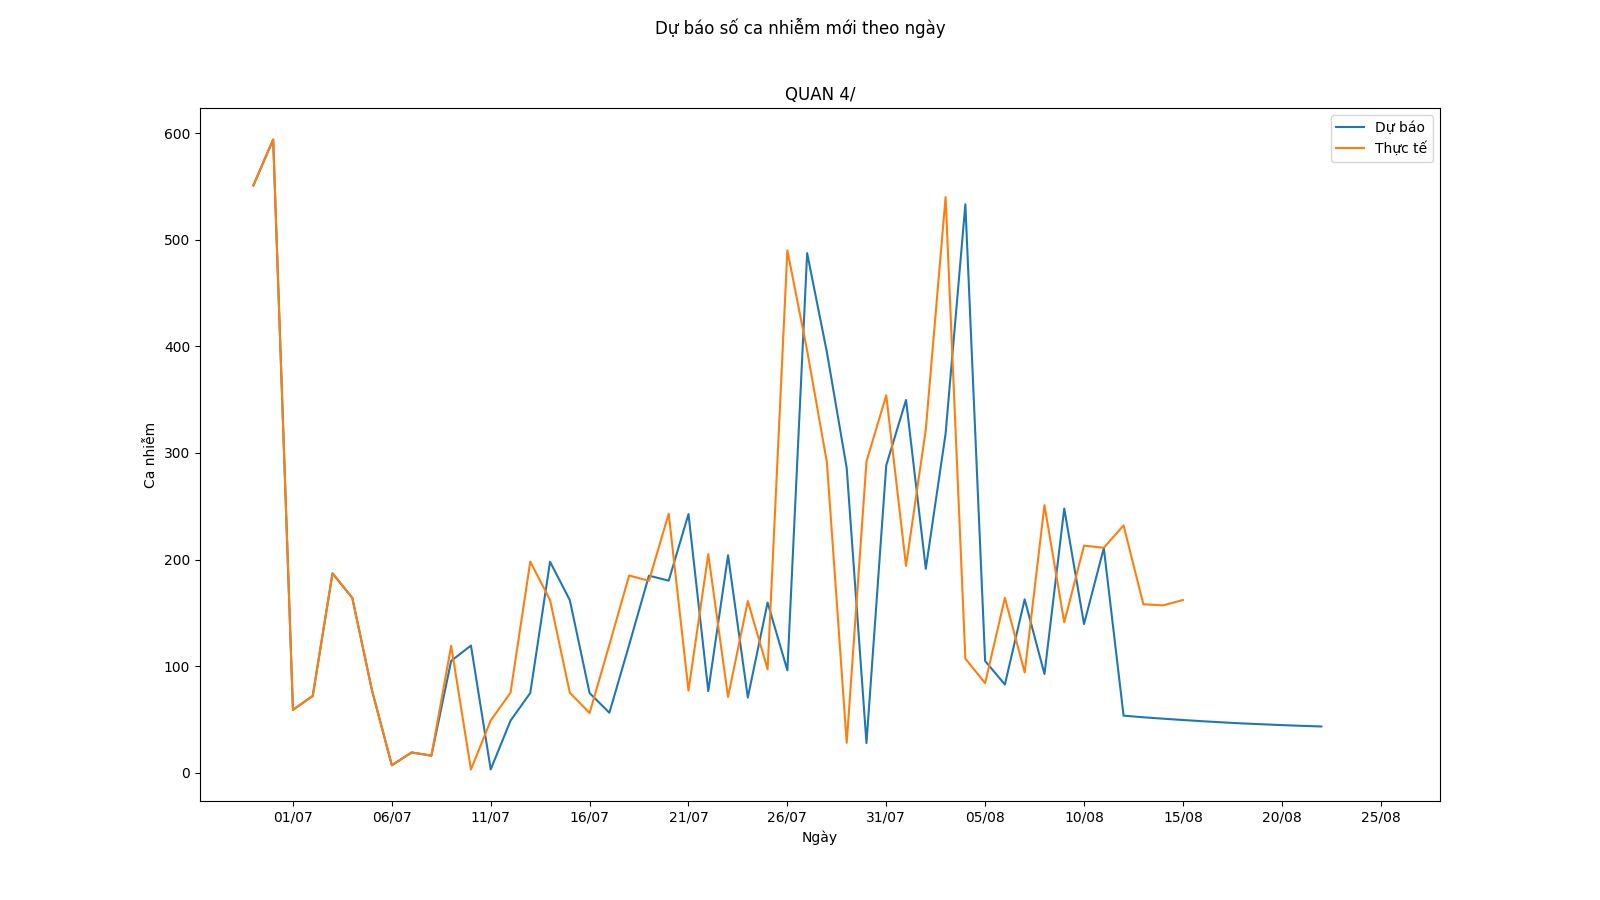 Dự báo số ca nhiễm mới theo ngày
QUAN 4/
Dự báo
Thực tế
600
500
400
300
200
100
0
Ca nhiễm
01/07 06/07 11/07 16/07 21/07 26/07 31/07 05/08 10/08 15/08 20/08 25/08
Ngày